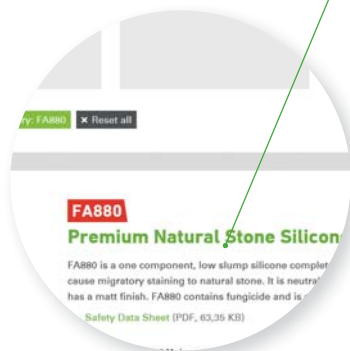 ry: FA880 × Reset all
FA880
Premium Natural Stone Silicon
FA880 is a one component, low slump silicone complet
cause migratory staining to natural stone. It is neutral
has a matt finish. FA880 contains fungicide and is
Safety Data Sheet (PDF, 63,35 KB)